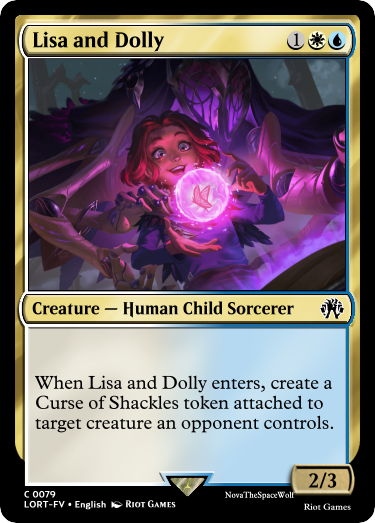 Lisa and Dolly 1
Creature — Human Child Sorcerer
When Lisa and Dolly enters, create a
Curse of Shackles token attached to
target creature an opponent controls.
2/3
C 0079
LORT-FV • English Riot Games
NovaTheSpaceWolf
Riot Games